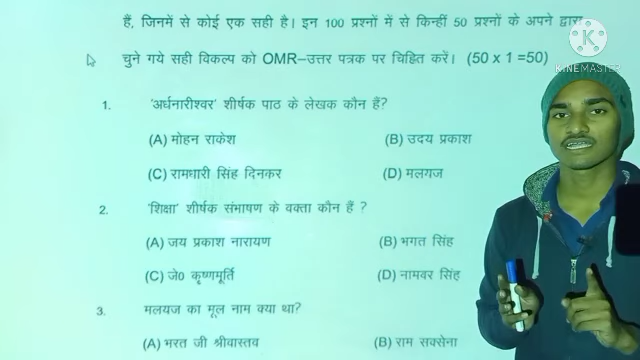 हैं, जिनमें से कोई एक सही है। इन 100 प्रश्नों में से किन्हीं 50 प्रश्नों के अपने द्वारा
चुने गये सही विकल्प को OMR–उत्तर पत्रक पर चिह्नित करें। (50 x 1 =50)
KINEMASTER
1. 'अर्धनारीश्वर' शीर्षक पाठ के लेखक कौन हैं?
(A) मोहन राकेश (B) उदय प्रकाश
(C) रामधारी सिंह दिनकर (D) मलगज
2. 'शिक्षा' शीर्षक संभाषण के वक्ता कौन हैं ?
(A) जय प्रकाश नारायण (B) भगत सिंह
(C) जे0 कृष्णमूर्ति (D) नामवर सिंह
3. मलयज का मूल नाम क्या था?
(A) भरत जी श्रीवास्तव (B) राम सक्सेना